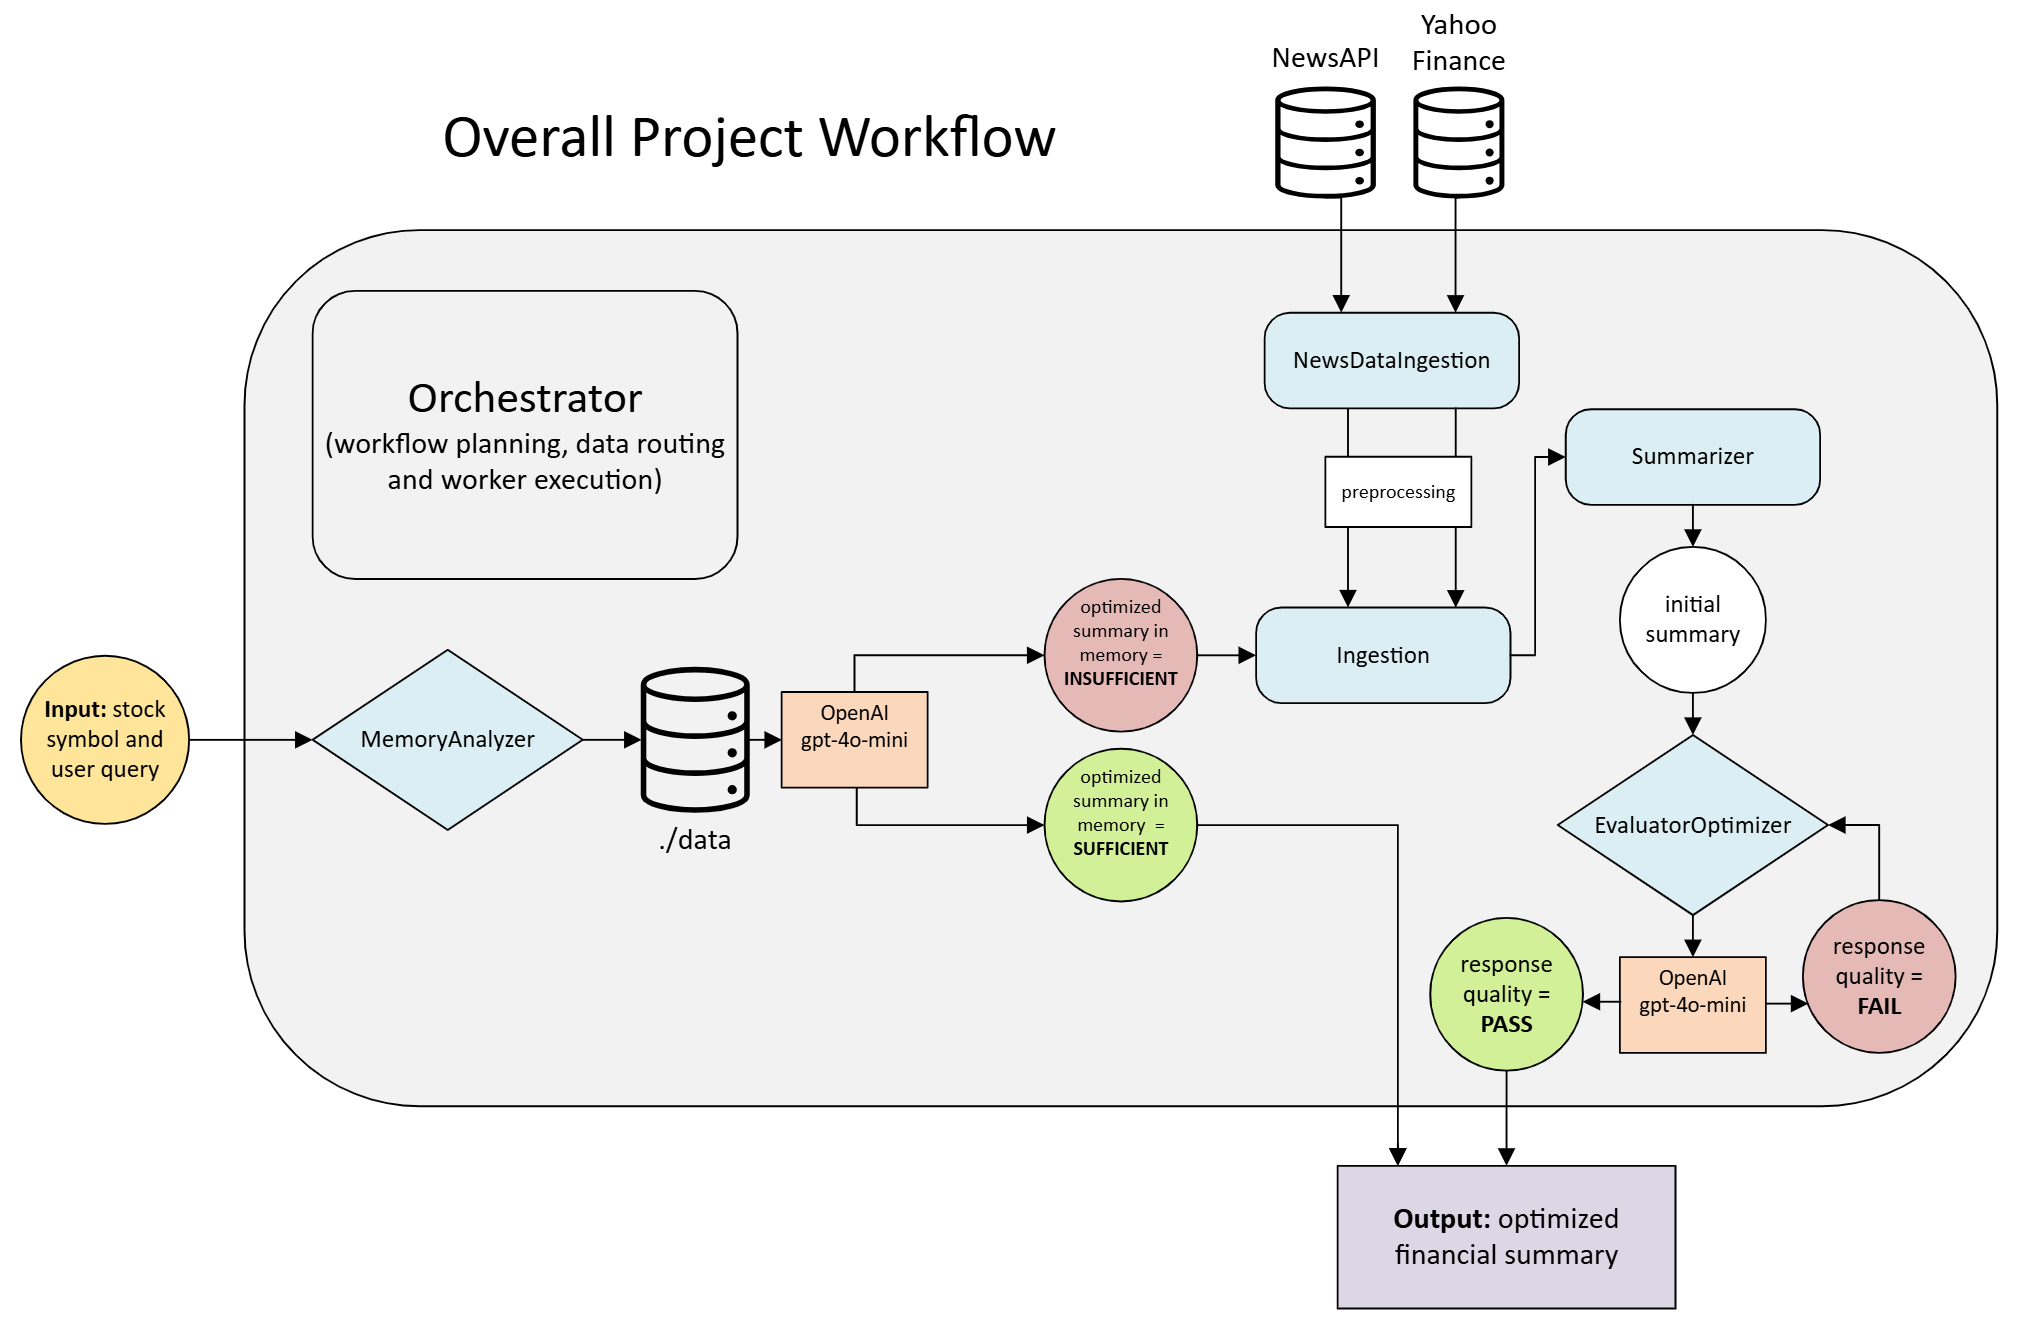 Yahoo
Finance
NewsAPI
Overall Project Workflow
Orchestrator
(workflow planning, data routing
and worker execution)
NewsDataIngestion
preprocessing
Summarizer
initial
summary
optimized
summary in
memory =
INSUFFICIENT
Ingestion
Input: stock
symbol and
user query
MemoryAnalyzer
./data
OpenAI
gpt-4o-mini
optimized
summary in
memory =
SUFFICIENT
EvaluatorOptimizer
response
quality =
PASS
OpenAI
gpt-4o-mini
response
quality =
FAIL
Output: optimized
financial summary